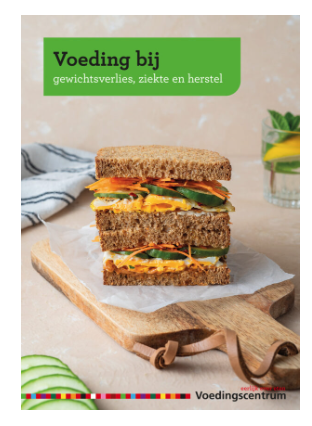 Voeding bij
gewichtsverlies, ziekte en herstel
Voedingscentrum